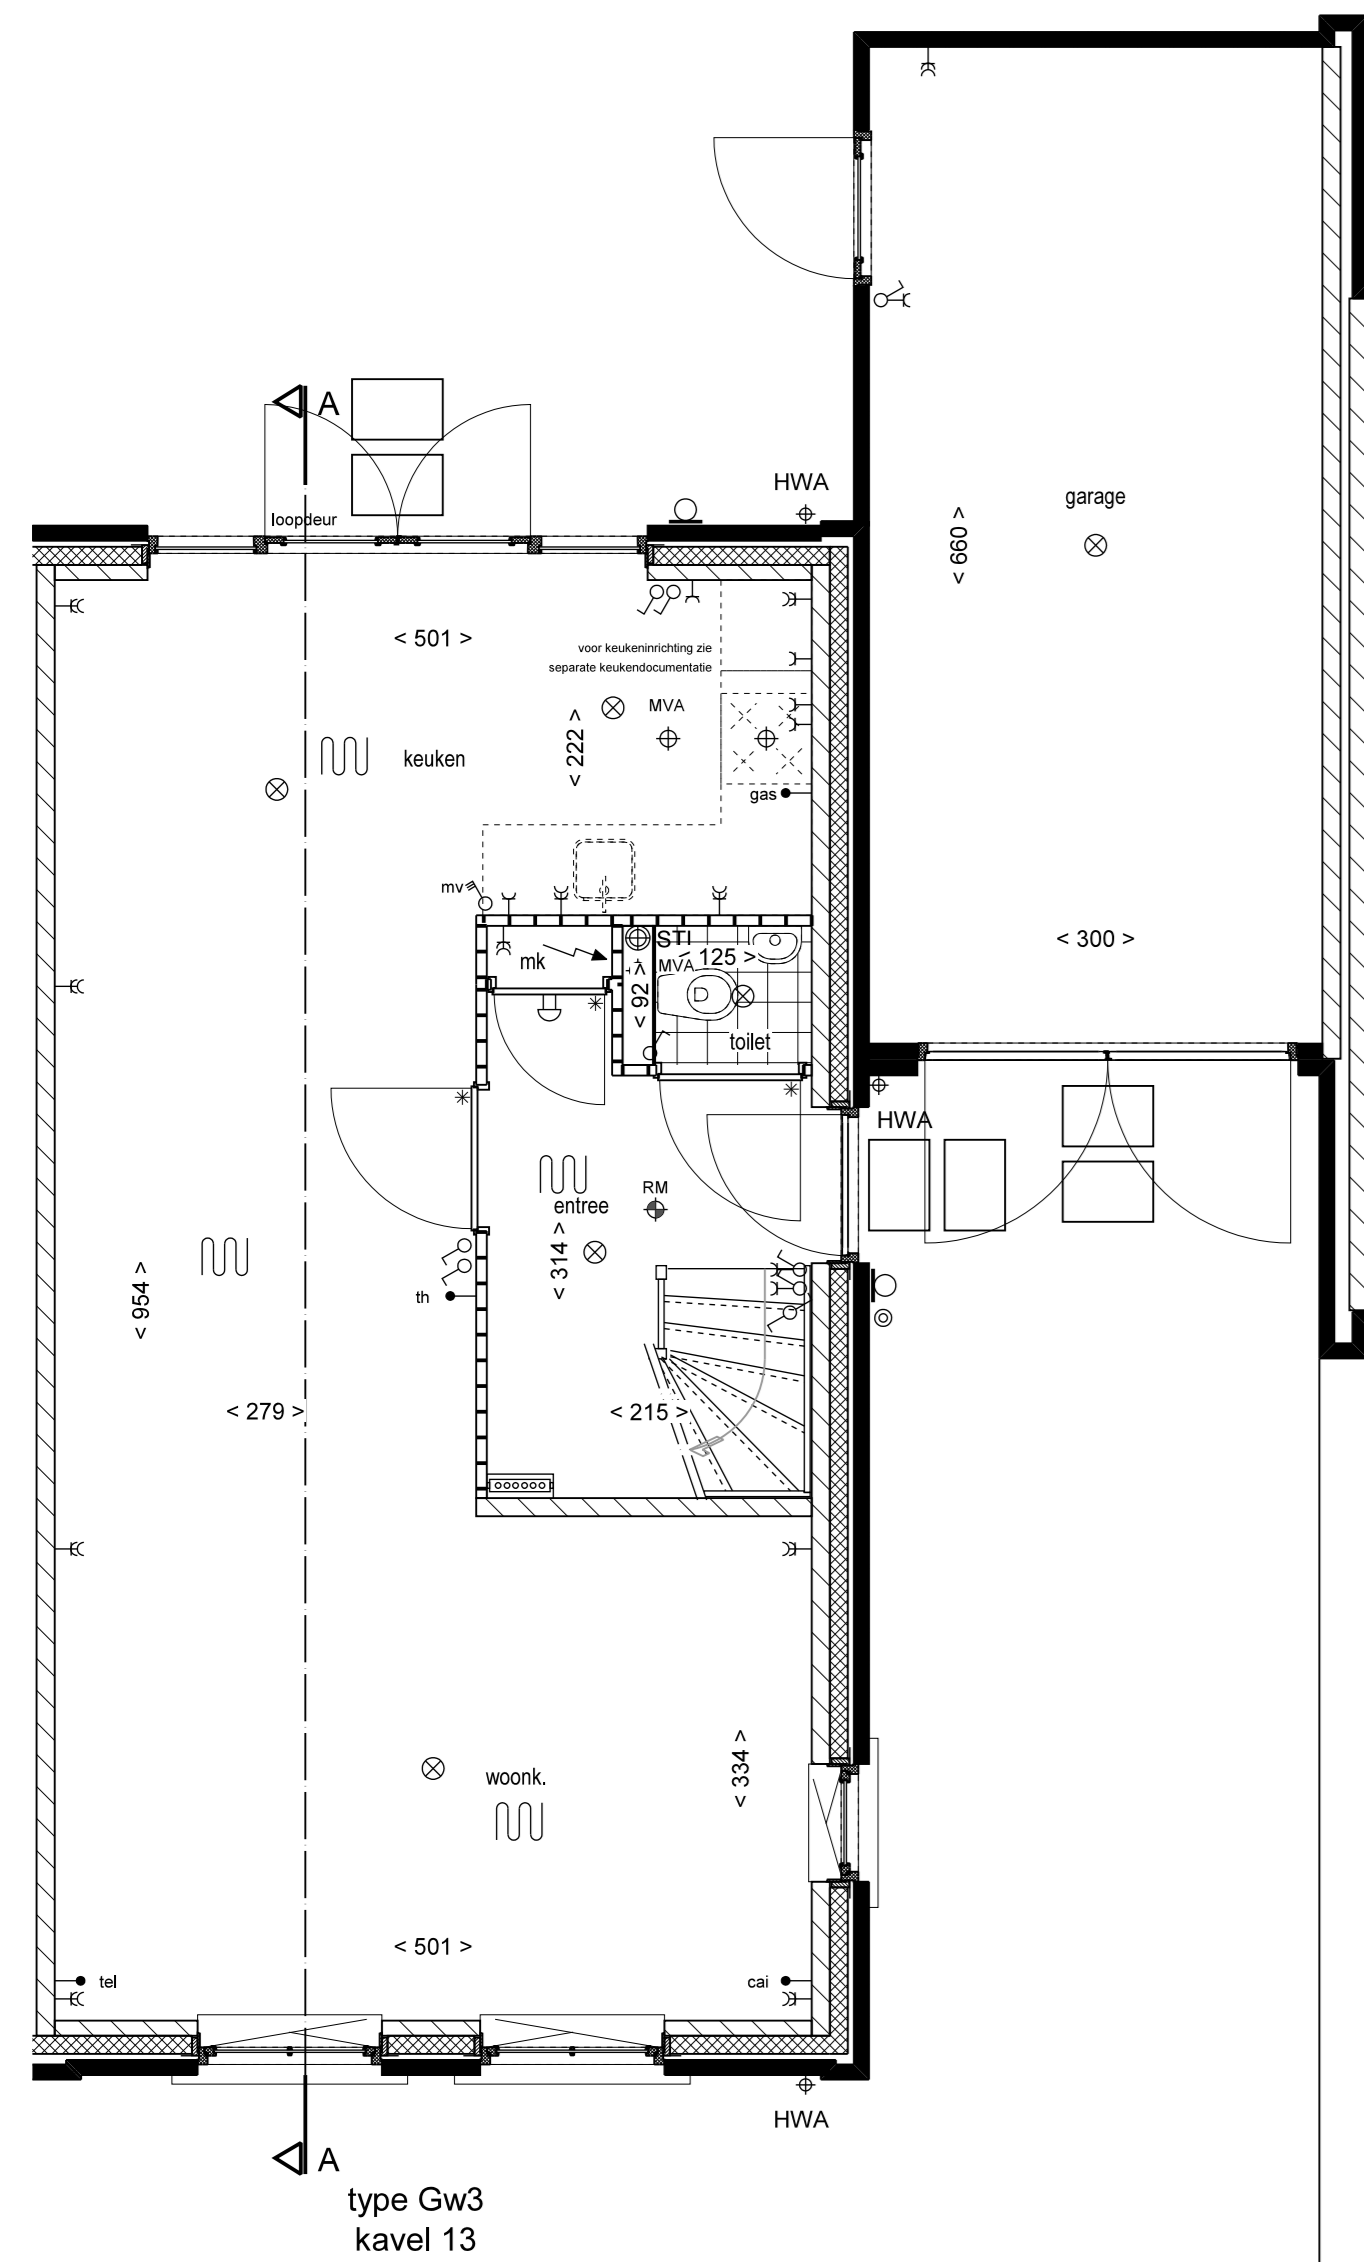 A
HWA
garage
loopdeur
< 660 >
< 501 >
voor keukeninrichting zie
separate keukendocumentatie
MVA
< 222 >
keuken
gas
mv
STI
< 300 >
mk
< 125 >
MVA
< 92 >
toilet
HWA
RM
entree
< 314 >
th
< 954 >
< 279 >
< 215 >
< 334 >
woonk.
< 501 >
tel
cai
HWA
A
type Gw3
kavel 13